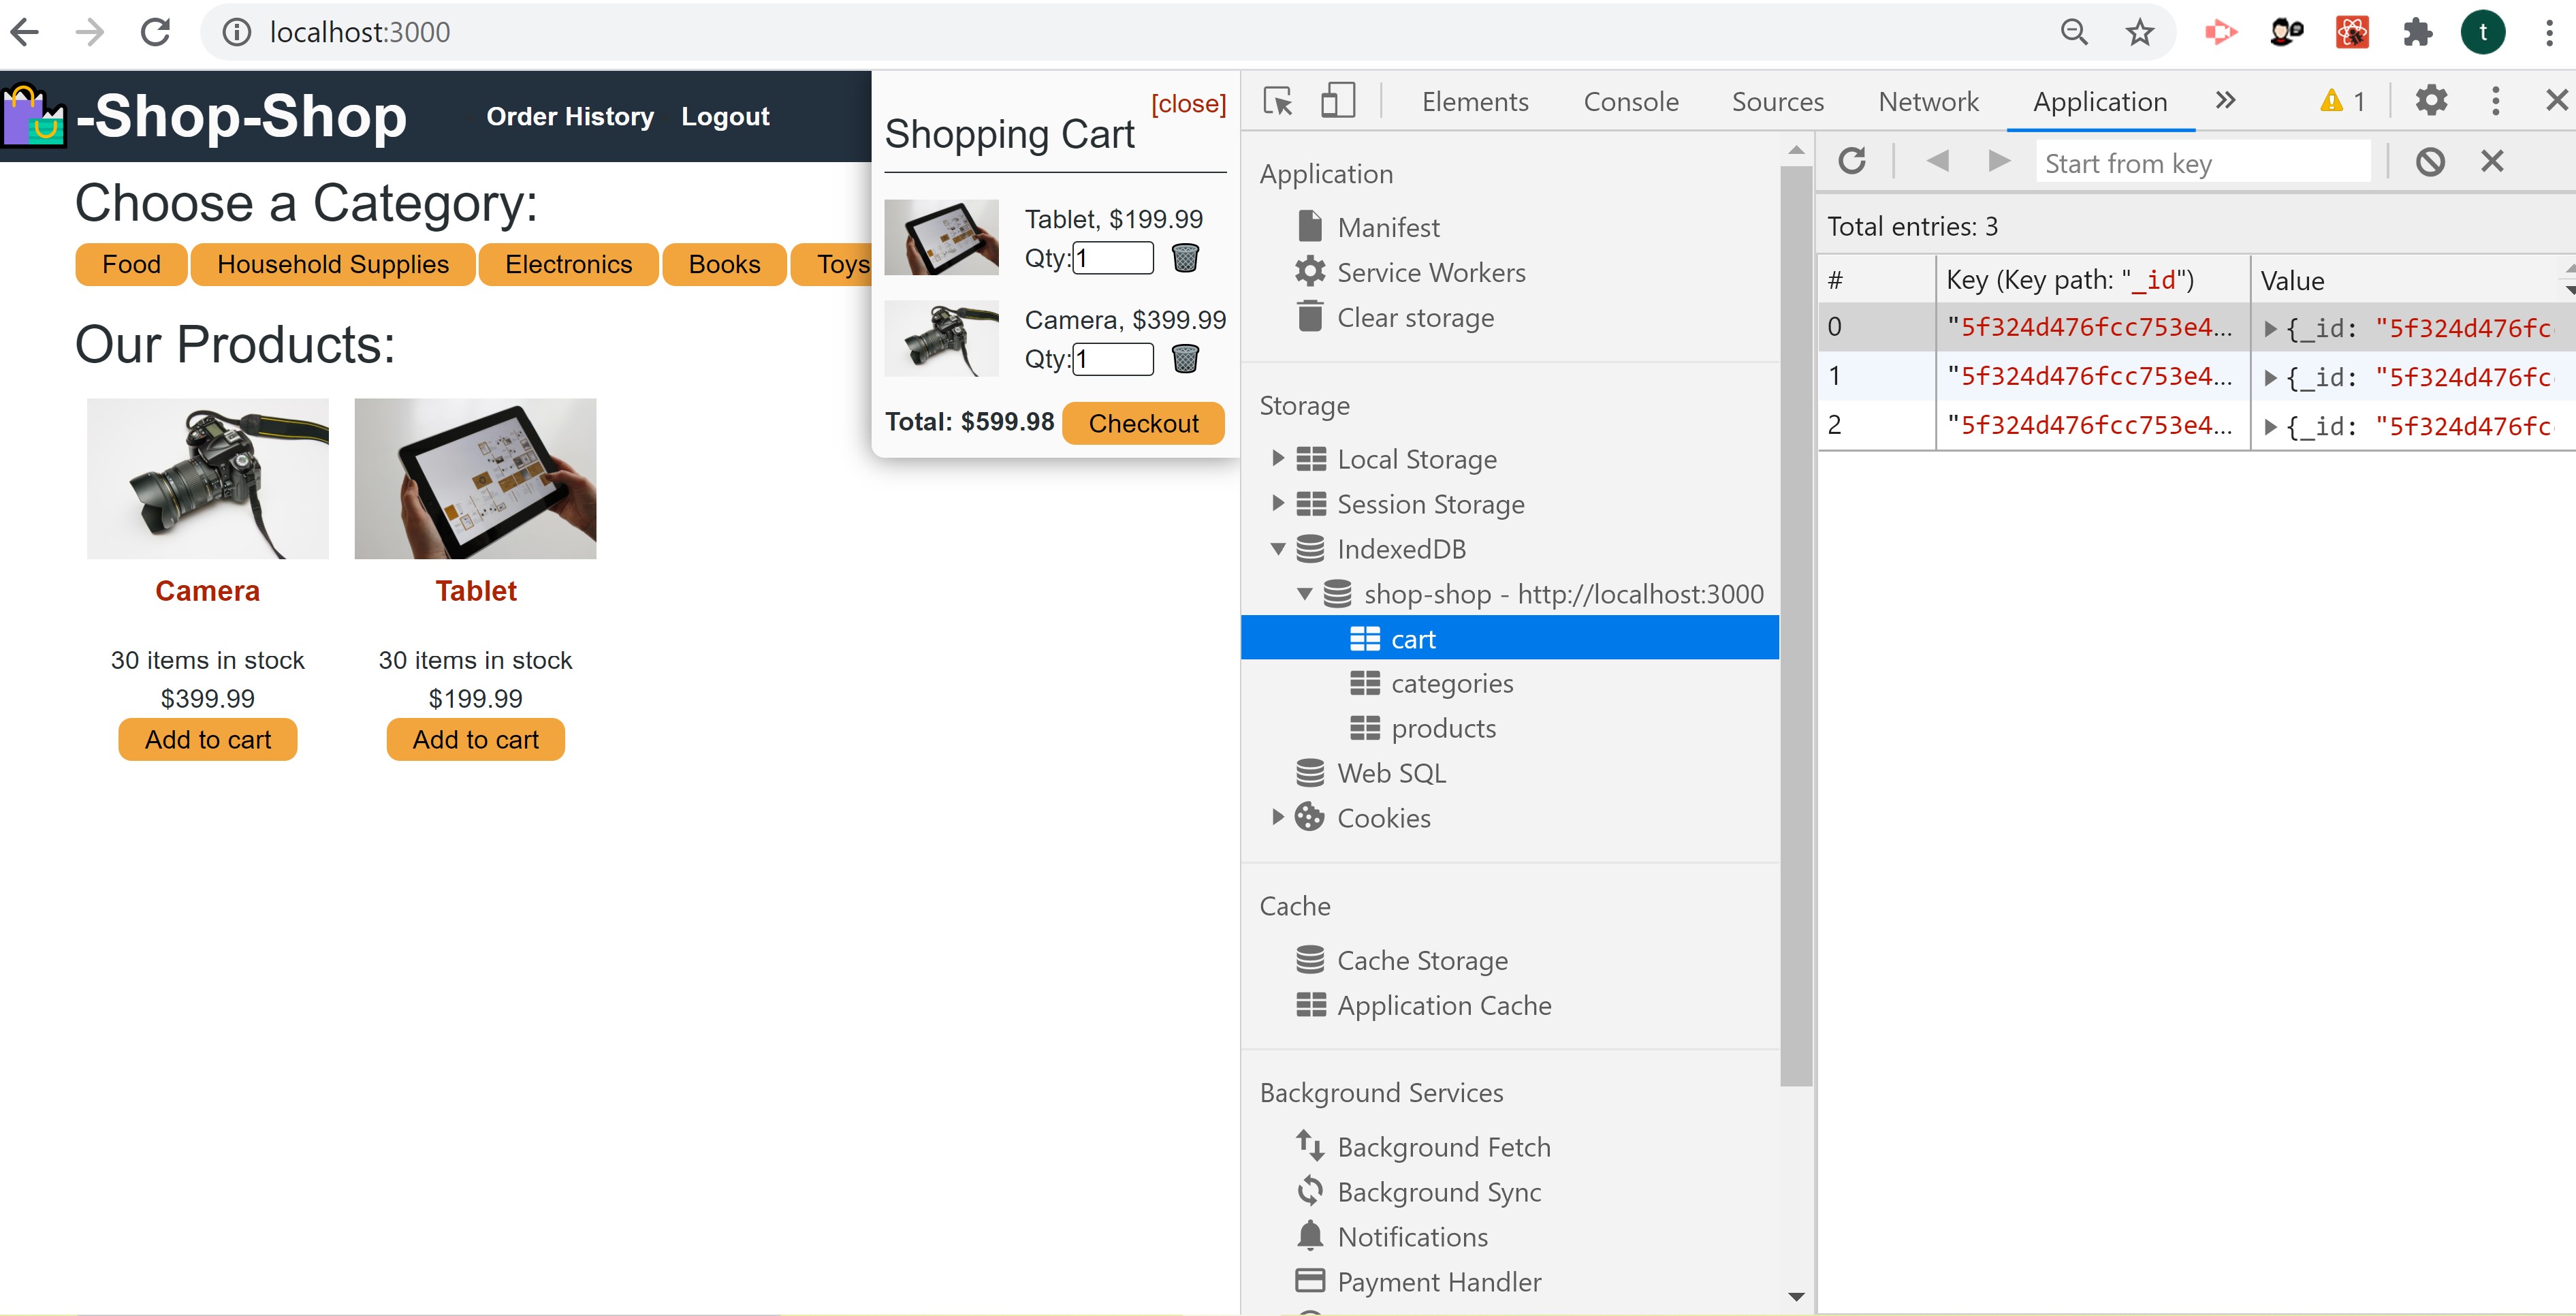 localhost:3000
t
-Shop-Shop
Order History
Logout
Choose a Category:
Food
Household Supplies
Electronics
Books
Toys
Our Products:
Camera
30 items in stock
$399.99
Add to cart
Tablet
30 items in stock
$199.99
Add to cart
[close]
Shopping Cart
Tablet, $199.99
Qty:1
Camera, $399.99
Qty:1
Total: $599.98
Checkout
Elements
Console
Sources
Network
Application
1
Application
Manifest
Service Workers
Clear storage
Storage
Local Storage
Session Storage
IndexedDB
shop-shop - http://localhost:3000
cart
categories
products
Web SQL
Cookies
Cache
Cache Storage
Application Cache
Background Services
Background Fetch
Background Sync
Notifications
Payment Handler
Start from key
Total entries: 3
# Key (Key path: "_id") Value
0 "5f324d476fcc753e4... {_id: "5f324d476fc
1 "5f324d476fcc753e4... {_id: "5f324d476fc
2 "5f324d476fcc753e4... {_id: "5f324d476fc